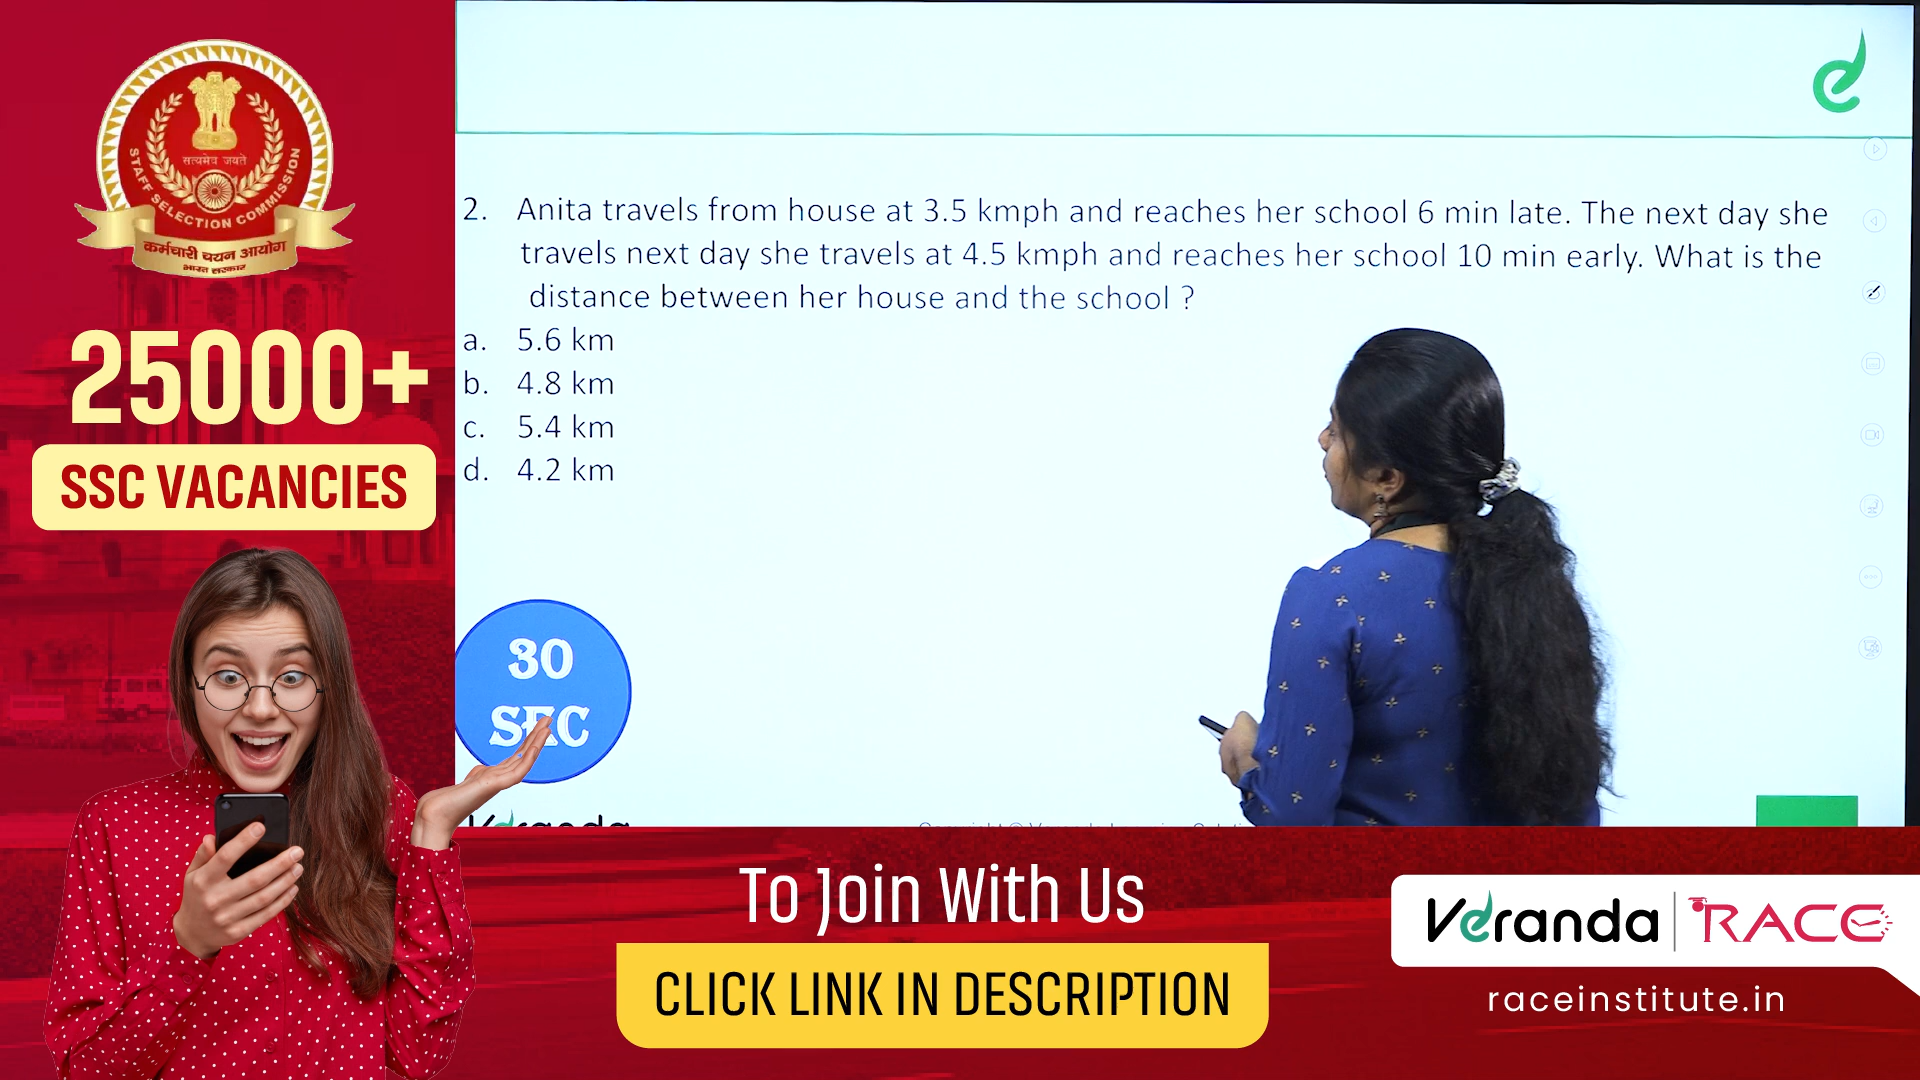 STAFF SELECTION COMMISSION
सत्यमेव जयते
कर्मचारी चयन आयोग
भारत सरकार
25000+
SSC VACANCIES
2. Anita travels from house at 3.5 kmph and reaches her school 6 min late. The next day she
travels next day she travels at 4.5 kmph and reaches her school 10 min early. What is the
distance between her house and the school ?
a. 5.6 km
b. 4.8 km
c. 5.4 km
d. 4.2 km
30
SEC
Veranda
To Join With Us
CLICK LINK IN DESCRIPTION
Veranda RACE
raceinstitute.in